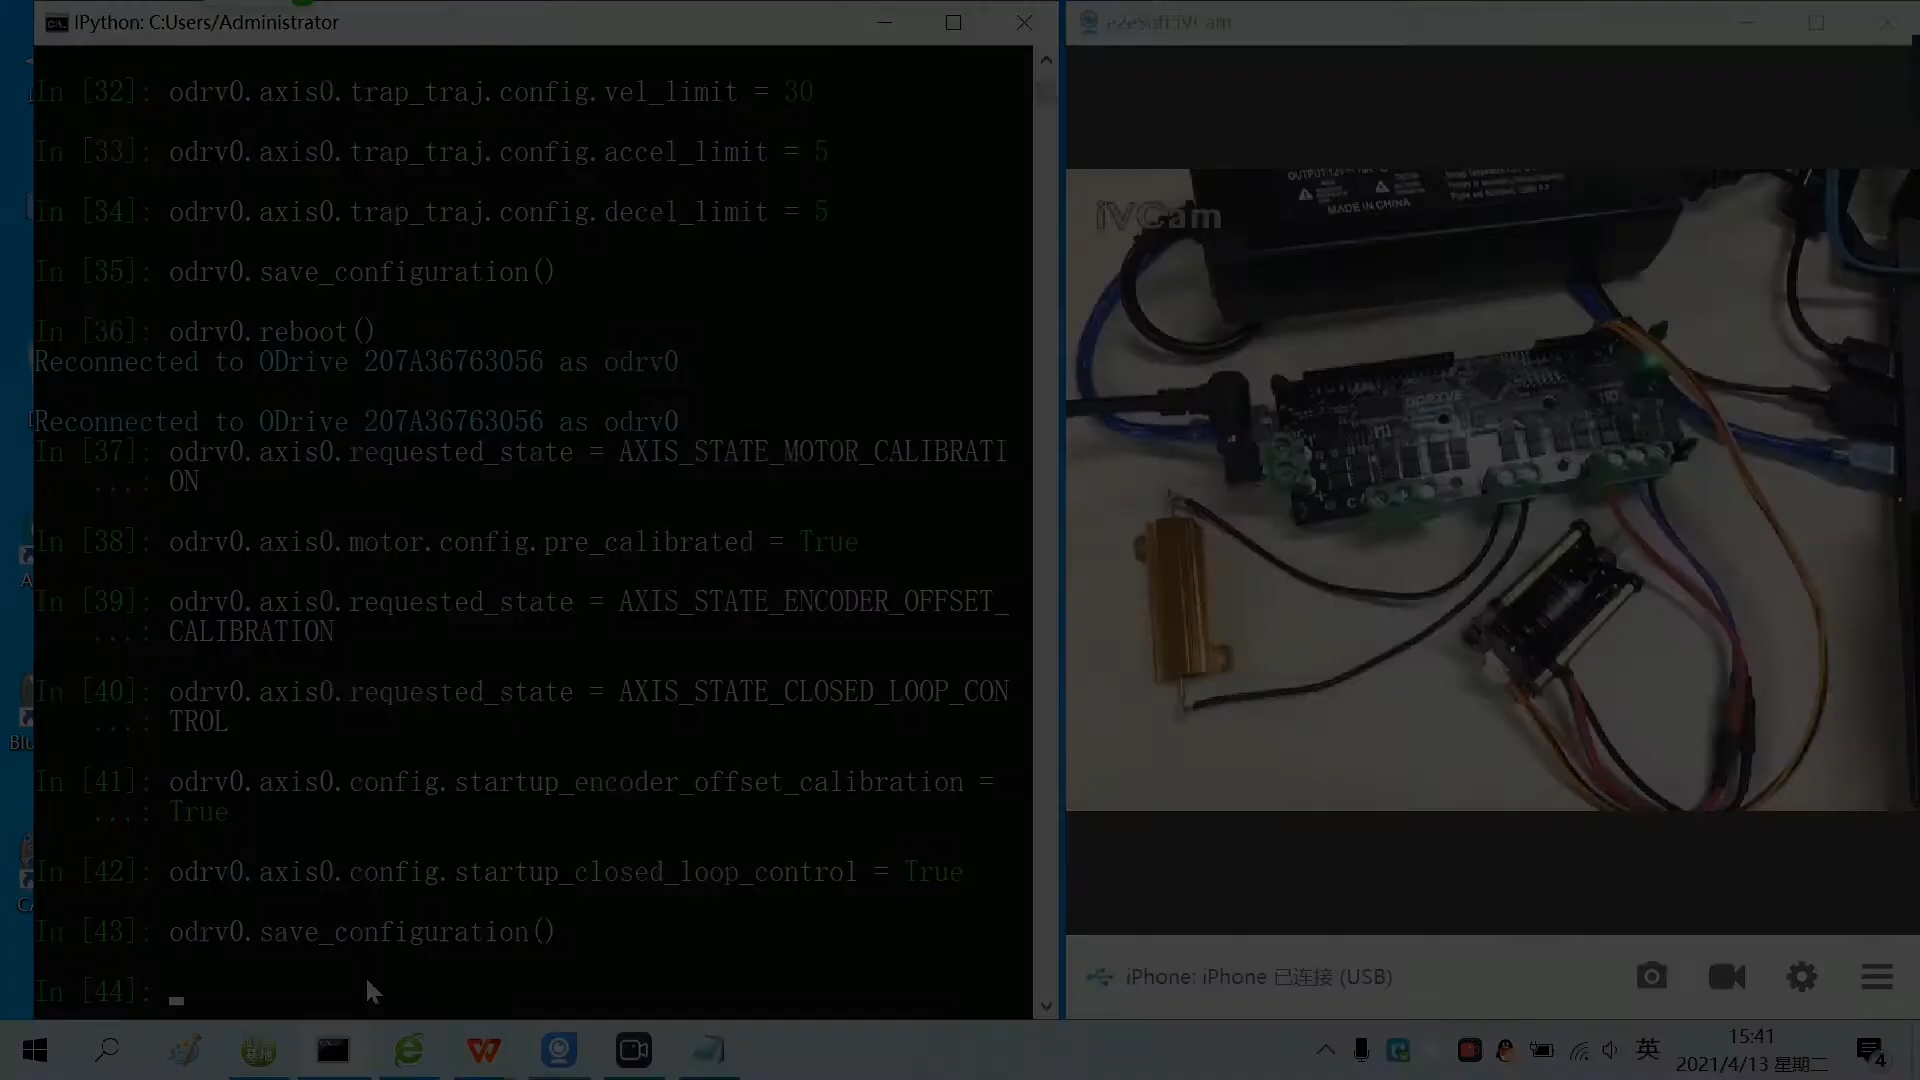 IPython: C:Users/Administrator
In [32]: odrv0.axis0.trap_traj.config.vel_limit = 30
In [33]: odrv0.axis0.trap_traj.config.accel_limit = 5
In [34]: odrv0.axis0.trap_traj.config.decel_limit = 5
In [35]: odrv0.save_configuration()
In [36]: odrv0.reboot()
Reconnected to ODrive 207A36763056 as odrv0
Reconnected to ODrive 207A36763056 as odrv0
In [37]: odrv0.axis0.requested_state = AXIS_STATE_MOTOR_CALIBRATI
...: ON
In [38]: odrv0.axis0.motor.config.pre_calibrated = True
In [39]: odrv0.axis0.requested_state = AXIS_STATE_ENCODER_OFFSET_
...: CALIBRATION
In [40]: odrv0.axis0.requested_state = AXIS_STATE_CLOSED_LOOP_CON
...: TROL
In [41]: odrv0.axis0.config.startup_encoder_offset_calibration =
...: True
In [42]: odrv0.axis0.config.startup_closed_loop_control = True
In [43]: odrv0.save_configuration()
In [44]:
e2eSoft iVCam
iVCam
MADE IN CHINA
ODRIVE
M1
M0
iPhone: iPhone 已连接 (USB)
英
15:41
2021/4/13 星期二
4